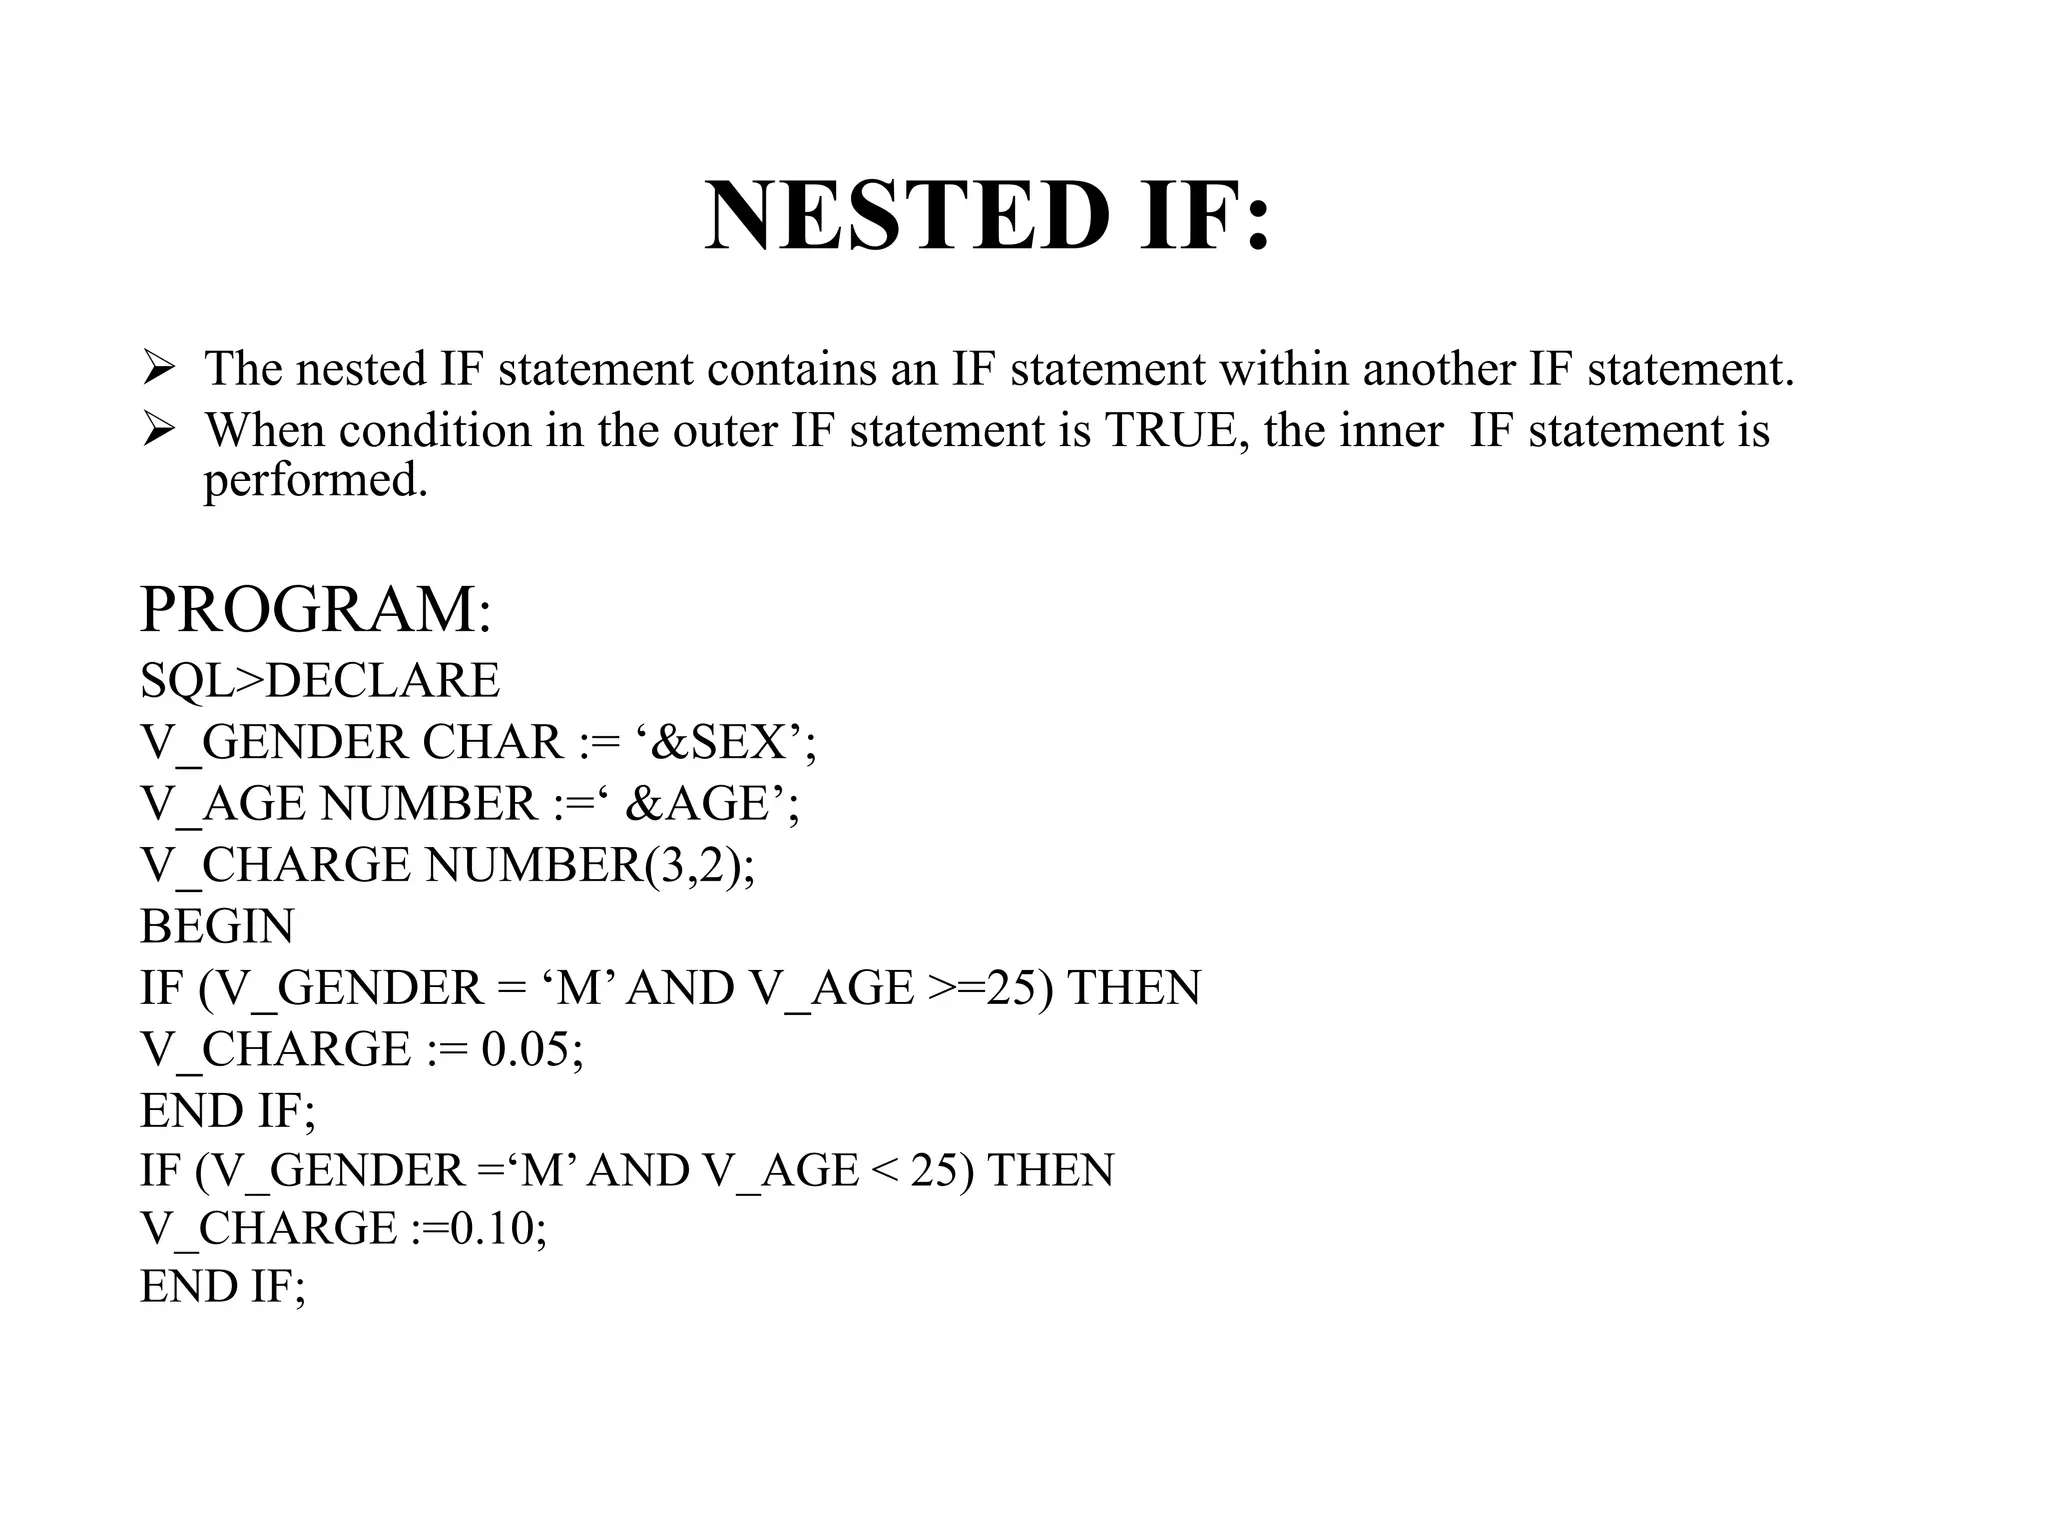 NESTED IF:
➢ The nested IF statement contains an IF statement within another IF statement.
➢ When condition in the outer IF statement is TRUE, the inner  IF statement is
performed.
PROGRAM:
SQL>DECLARE
V_GENDER CHAR := ‘&SEX’;
V_AGE NUMBER :=‘ &AGE’;
V_CHARGE NUMBER(3,2);
BEGIN
IF (V_GENDER = ‘M’ AND V_AGE >=25) THEN
V_CHARGE := 0.05;
END IF;
IF (V_GENDER =‘M’ AND V_AGE < 25) THEN
V_CHARGE :=0.10;
END IF;